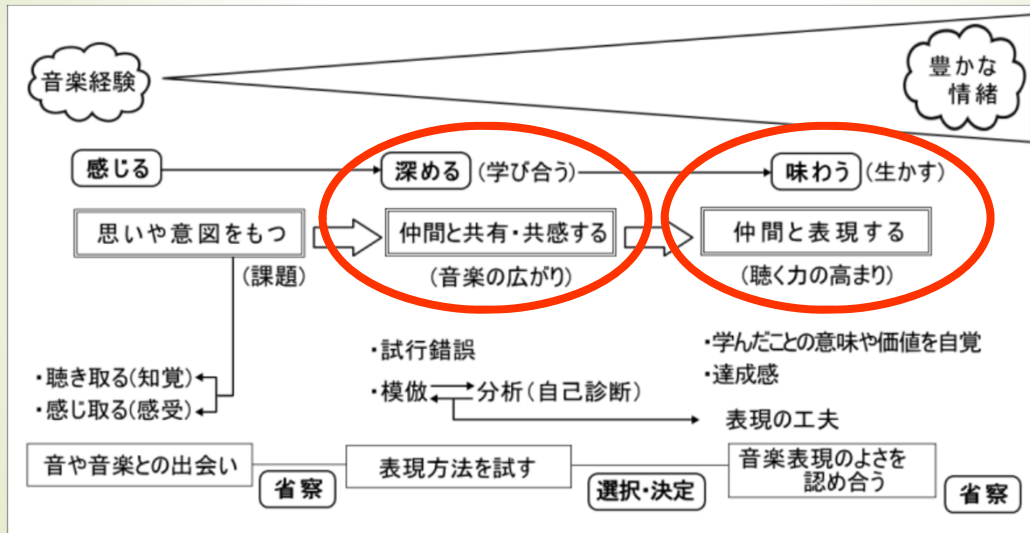 音楽経験
豊かな
情緒
感じる
深める (学び合う)
味わう (生かす)
思いや意図をもつ
仲間と共有・共感する
仲間と表現する
(課題)
(音楽の広がり)
(聴く力の高まり)
・聴き取る(知覚)
・感じ取る(感受)
・試行錯誤
・模倣 分析(自己診断)
・学んだことの意味や価値を自覚
・達成感
表現の工夫
音や音楽との出会い
省察
表現方法を試す
選択・決定
音楽表現のよさを
認め合う
省察